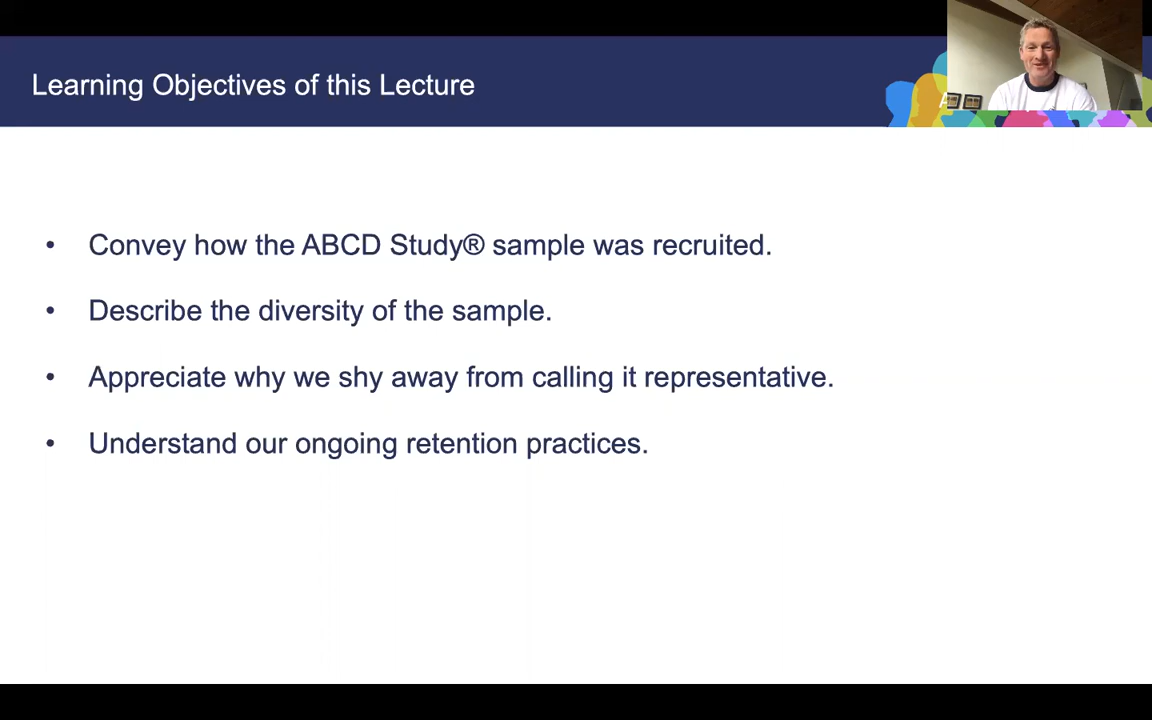 Learning Objectives of this Lecture
• Convey how the ABCD Study® sample was recruited.
• Describe the diversity of the sample.
• Appreciate why we shy away from calling it representative.
• Understand our ongoing retention practices.